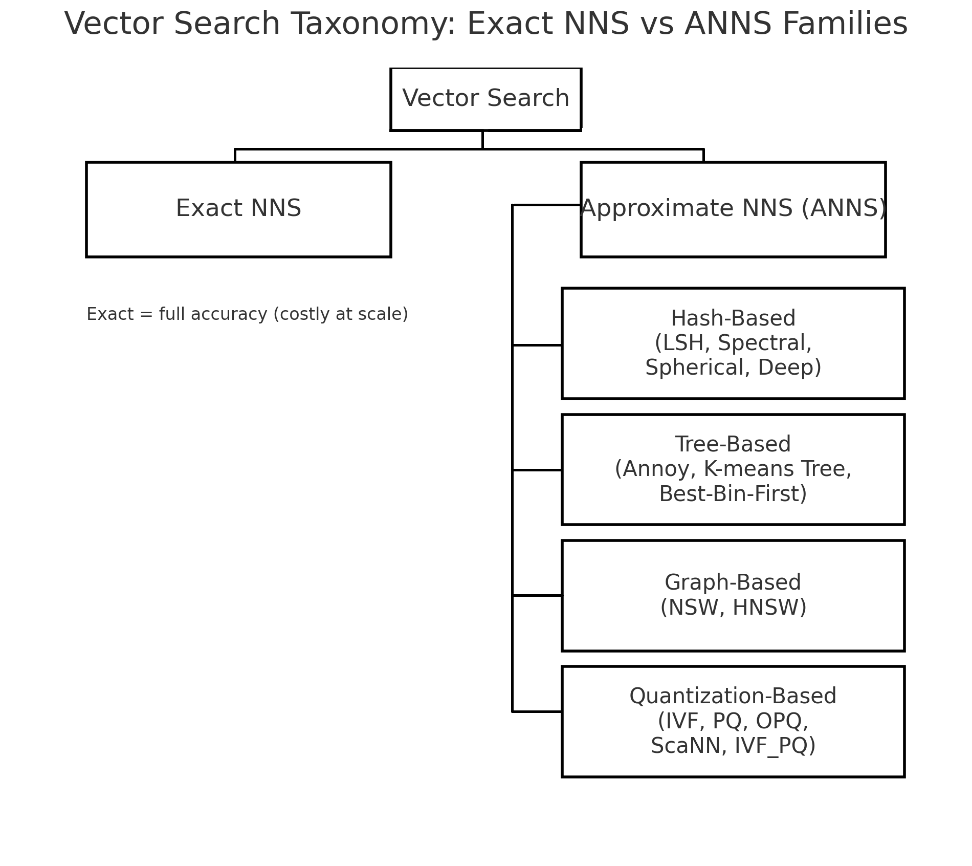 Vector Search Taxonomy: Exact NNS vs ANNS Families
Vector Search
Exact NNS
Approximate NNS (ANNS)
Exact = full accuracy (costly at scale)
Hash-Based
(LSH, Spectral,
Spherical, Deep)
Tree-Based
(Annoy, K-means Tree,
Best-Bin-First)
Graph-Based
(NSW, HNSW)
Quantization-Based
(IVF, PQ, OPQ,
ScaNN, IVF_PQ)